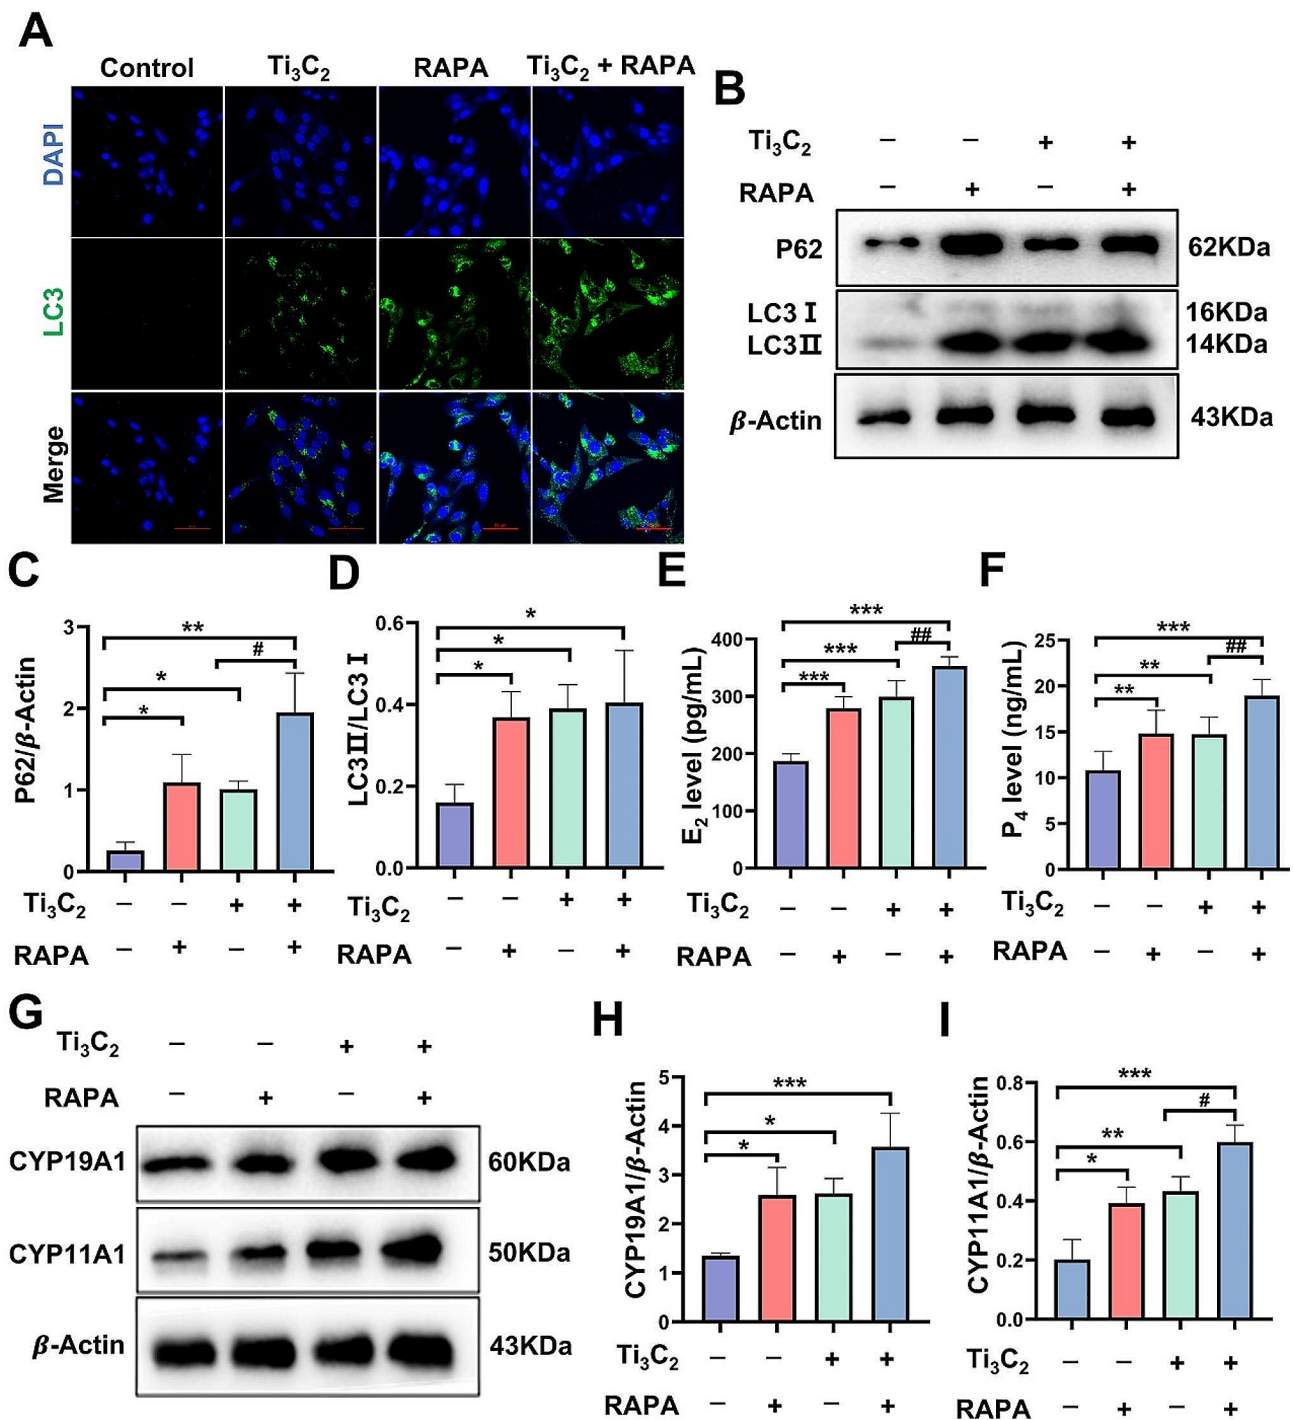 A
Control Ti₃C₂ RAPA Ti₃C₂ + RAPA
DAPI
LC3
Merge
B
Ti₃C₂ – – + +
RAPA – + – +
P62 62KDa
LC3 Ⅰ 16KDa
LC3Ⅱ 14KDa
β-Actin 43KDa
C
P62/β-Actin
3
2
1
0
**
#
*
*
Ti₃C₂ – – + +
RAPA – + – +
D
LC3Ⅱ/LC3 Ⅰ
0.6
0.4
0.2
0.0
*
*
*
Ti₃C₂ – – + +
RAPA – + – +
E
E₂ level (pg/mL)
400
300
200
100
0
***
##
***
***
Ti₃C₂ – – + +
RAPA – + – +
F
P₄ level (ng/mL)
25
20
15
10
5
0
***
##
**
**
Ti₃C₂ – – + +
RAPA – + – +
G
Ti₃C₂ – – + +
RAPA – + – +
CYP19A1 60KDa
CYP11A1 50KDa
β-Actin 43KDa
H
CYP19A1/β-Actin
5
4
3
2
1
0
***
*
*
Ti₃C₂ – – + +
RAPA – + – +
I
CYP11A1/β-Actin
0.8
0.6
0.4
0.2
0.0
***
#
**
*
Ti₃C₂ – – + +
RAPA – + – +